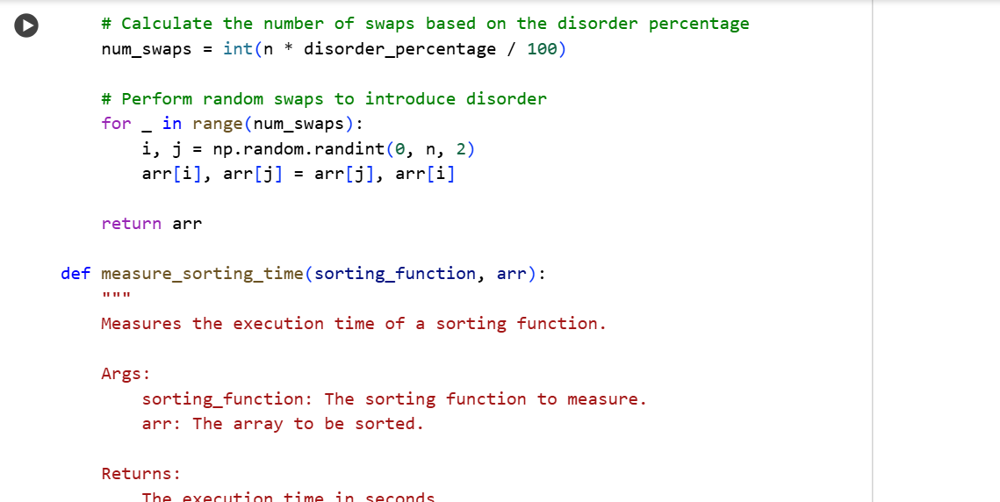 # Calculate the number of swaps based on the disorder percentage
num_swaps = int(n * disorder_percentage / 100)
# Perform random swaps to introduce disorder
for _ in range(num_swaps):
i, j = np.random.randint(0, n, 2)
arr[i], arr[j] = arr[j], arr[i]
return arr
def measure_sorting_time(sorting_function, arr):
"""
Measures the execution time of a sorting function.
Args:
sorting_function: The sorting function to measure.
arr: The array to be sorted.
Returns:
The execution time in seconds